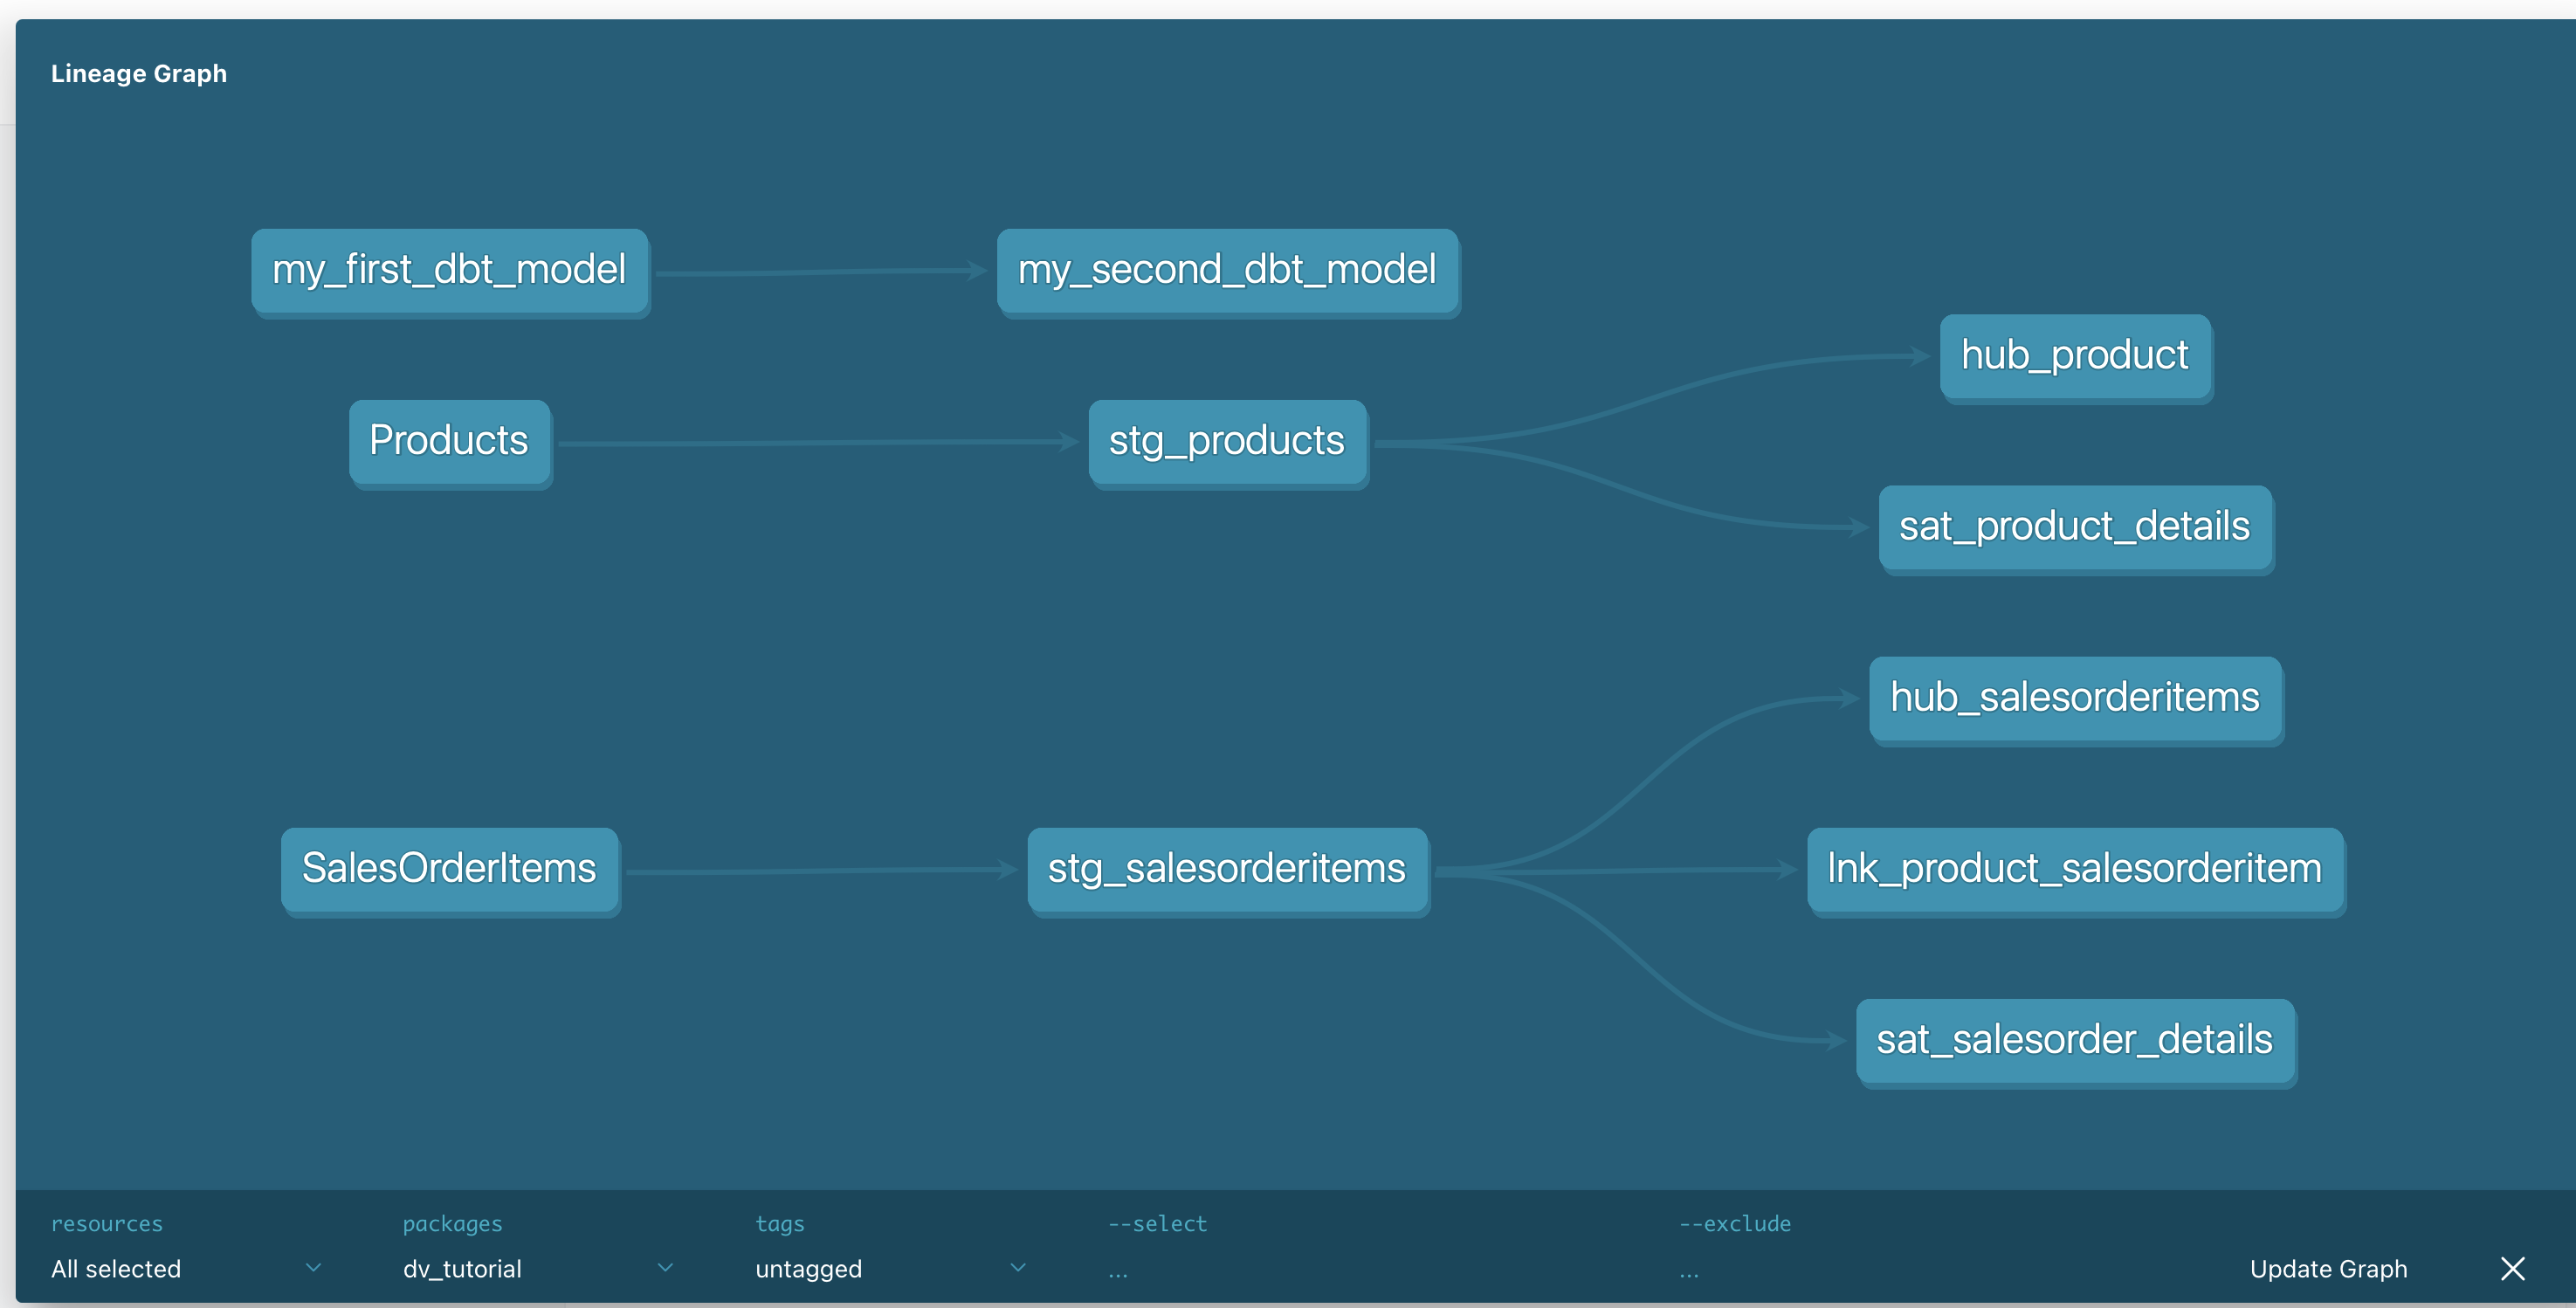 Lineage Graph
my_first_dbt_model
my_second_dbt_model
hub_product
Products
stg_products
sat_product_details
hub_salesorderitems
SalesOrderItems
stg_salesorderitems
lnk_product_salesorderitem
sat_salesorder_details
resources
packages
tags
--select
--exclude
All selected
dv_tutorial
untagged
...
...
Update Graph